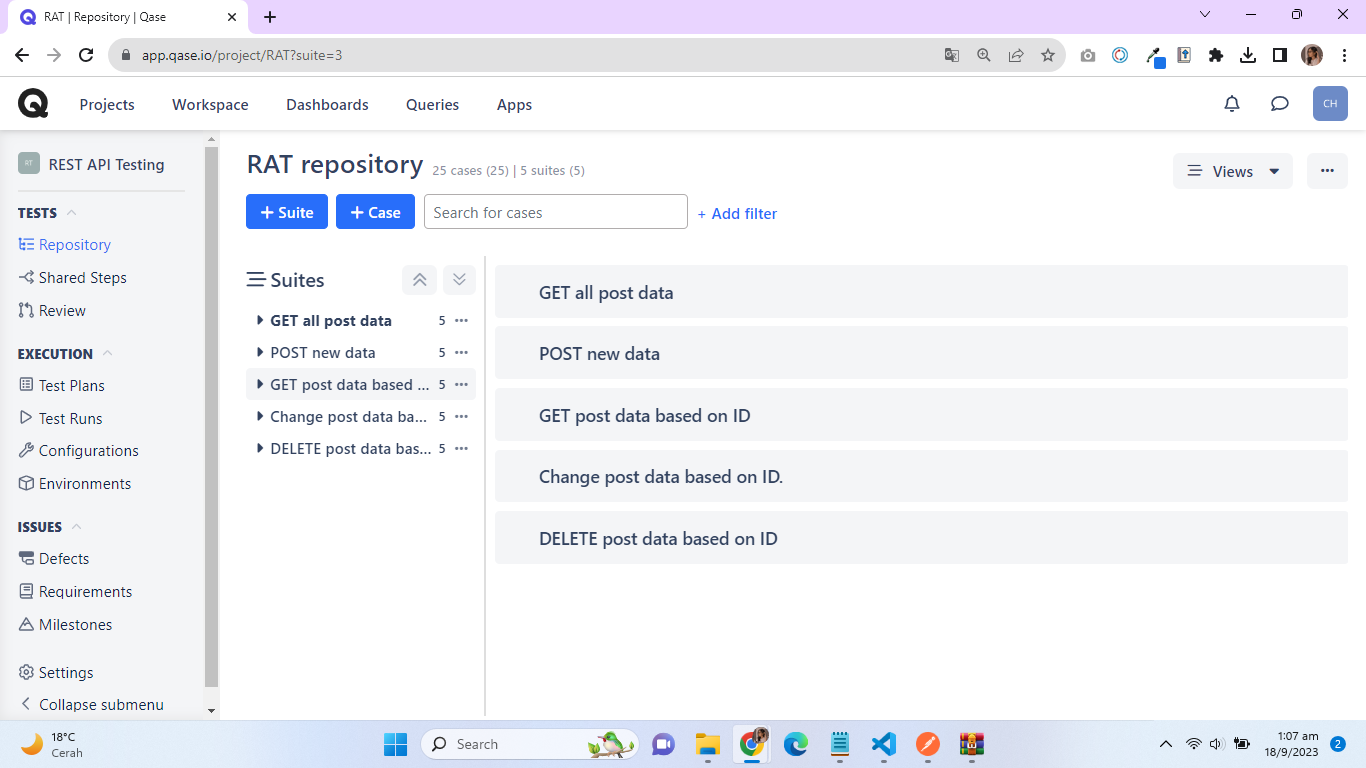 RAT | Repository | Qase
app.qase.io/project/RAT?suite=3
Projects Workspace Dashboards Queries Apps CH
RT REST API Testing
TESTS
Repository
Shared Steps
Review
EXECUTION
Test Plans
Test Runs
Configurations
Environments
ISSUES
Defects
Requirements
Milestones
Settings
Collapse submenu
RAT repository 25 cases (25) | 5 suites (5)
Views
+ Suite + Case Search for cases + Add filter
Suites
GET all post data 5
POST new data 5
GET post data based ... 5
Change post data ba... 5
DELETE post data bas... 5
GET all post data
POST new data
GET post data based on ID
Change post data based on ID.
DELETE post data based on ID
18°C
Cerah
Search
1:07 am
18/9/2023
2